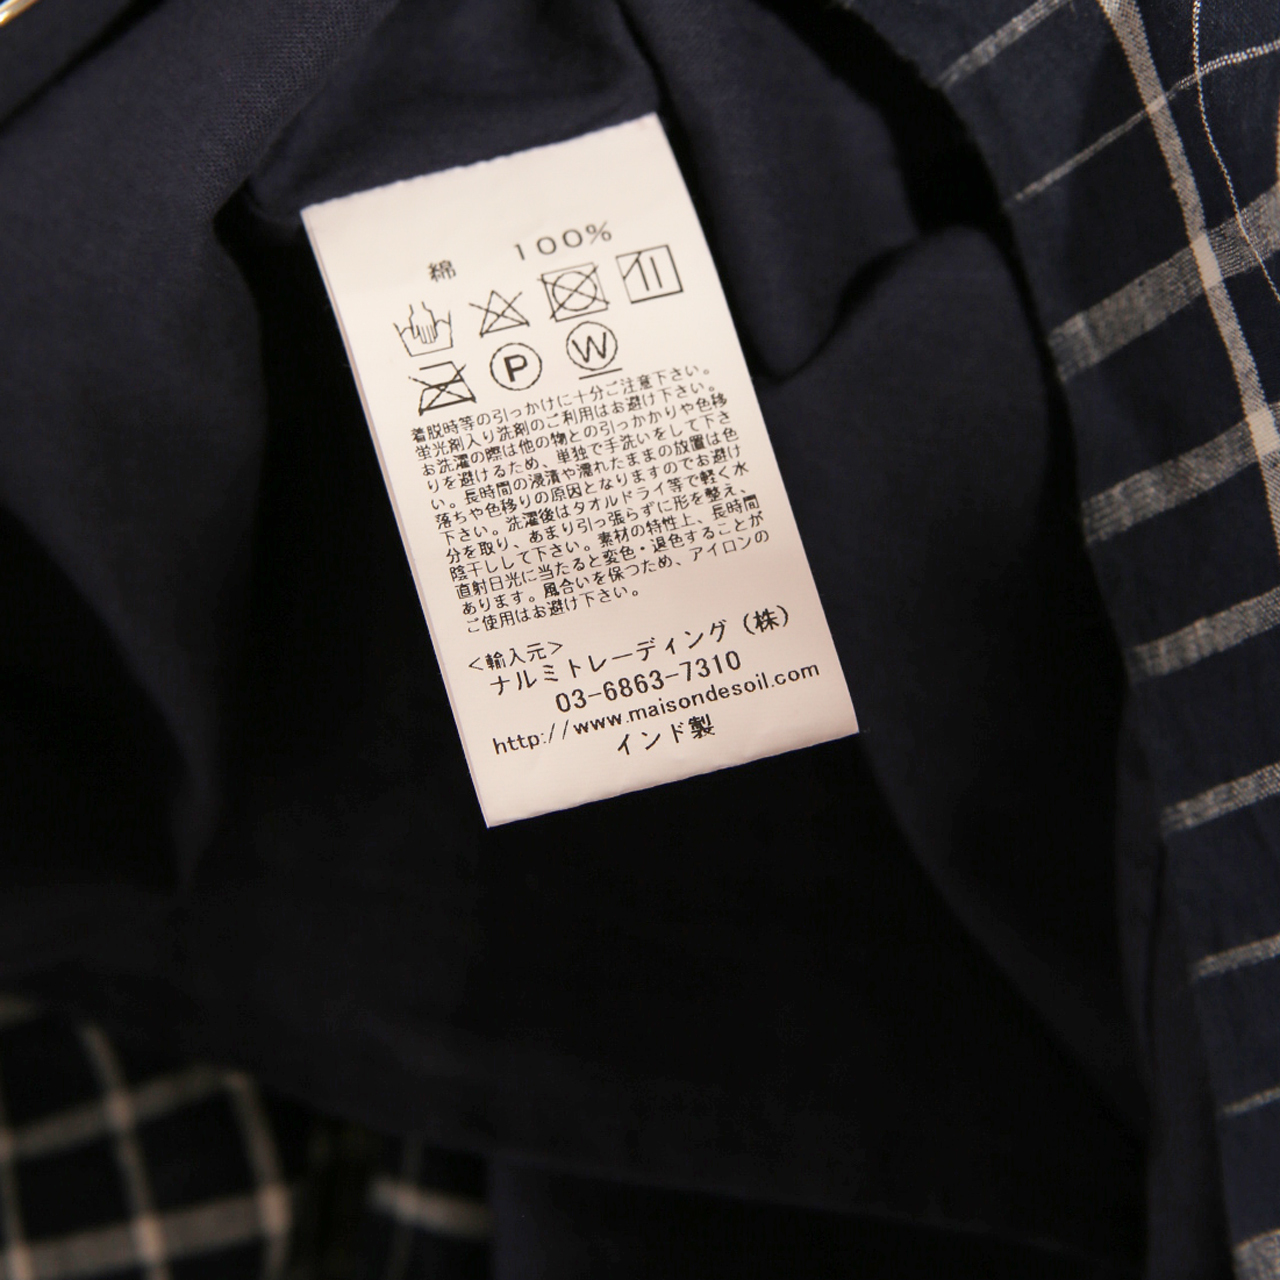 綿 100%
P W
着脱時等の引っかけに十分ご注意下さい。
蛍光剤入り洗剤のご利用はお避け下さい。
お洗濯の際は他の物との引っかかりや色移
りを避けるため、単独で手洗いをして下さ
い。長時間の浸漬や濡れたままの放置は色
落ちや色移りの原因となりますのでお避け
下さい。洗濯後はタオルドライ等で軽く水
分を取り、あまり引っ張らずに形を整え、
陰干しして下さい。素材の特性上、長時間
直射日光に当たると変色・退色することが
あります。風合いを保つため、アイロンの
ご使用はお避け下さい。
<輸入元>
ナルミトレーディング(株)
03-6863-7310
http://www.maisondesoil.com
インド製